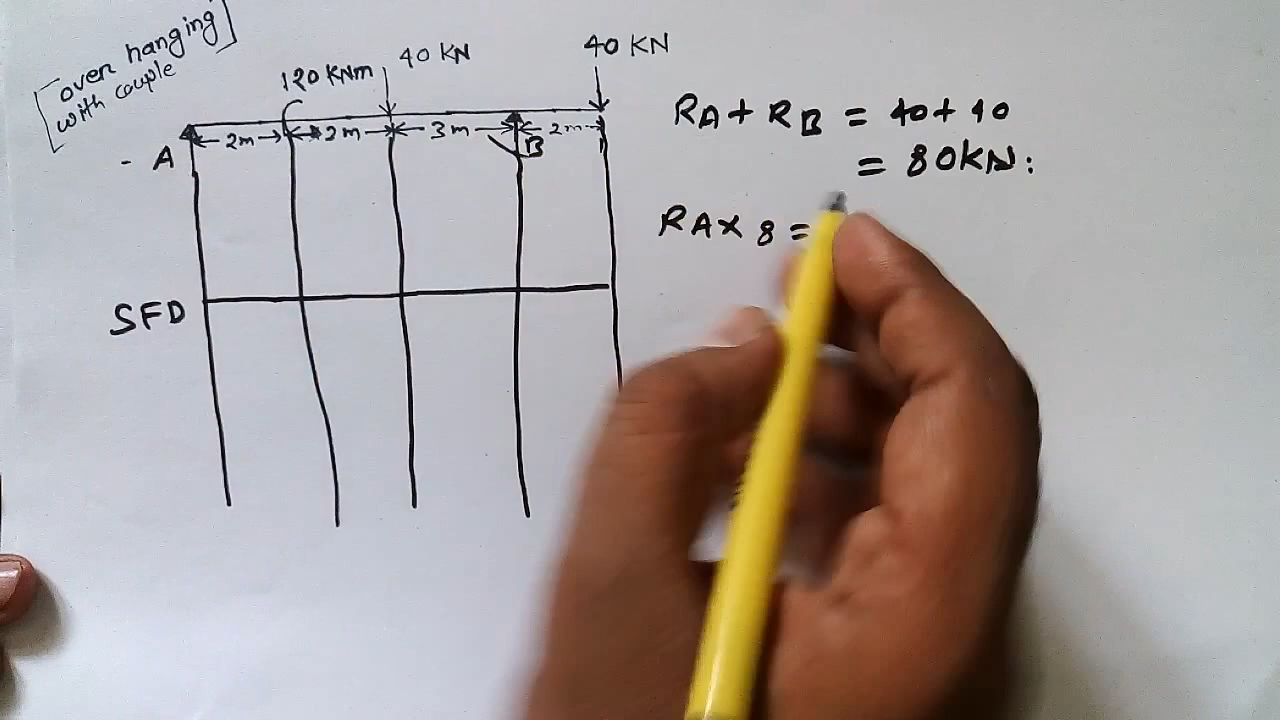 [over hanging
with couple]
120 KNm
40 KN
40 KN
2m
2m
3m
2m
- A
B
SFD
RA + RB = 40 + 40
= 80KN.
RA × 8 =